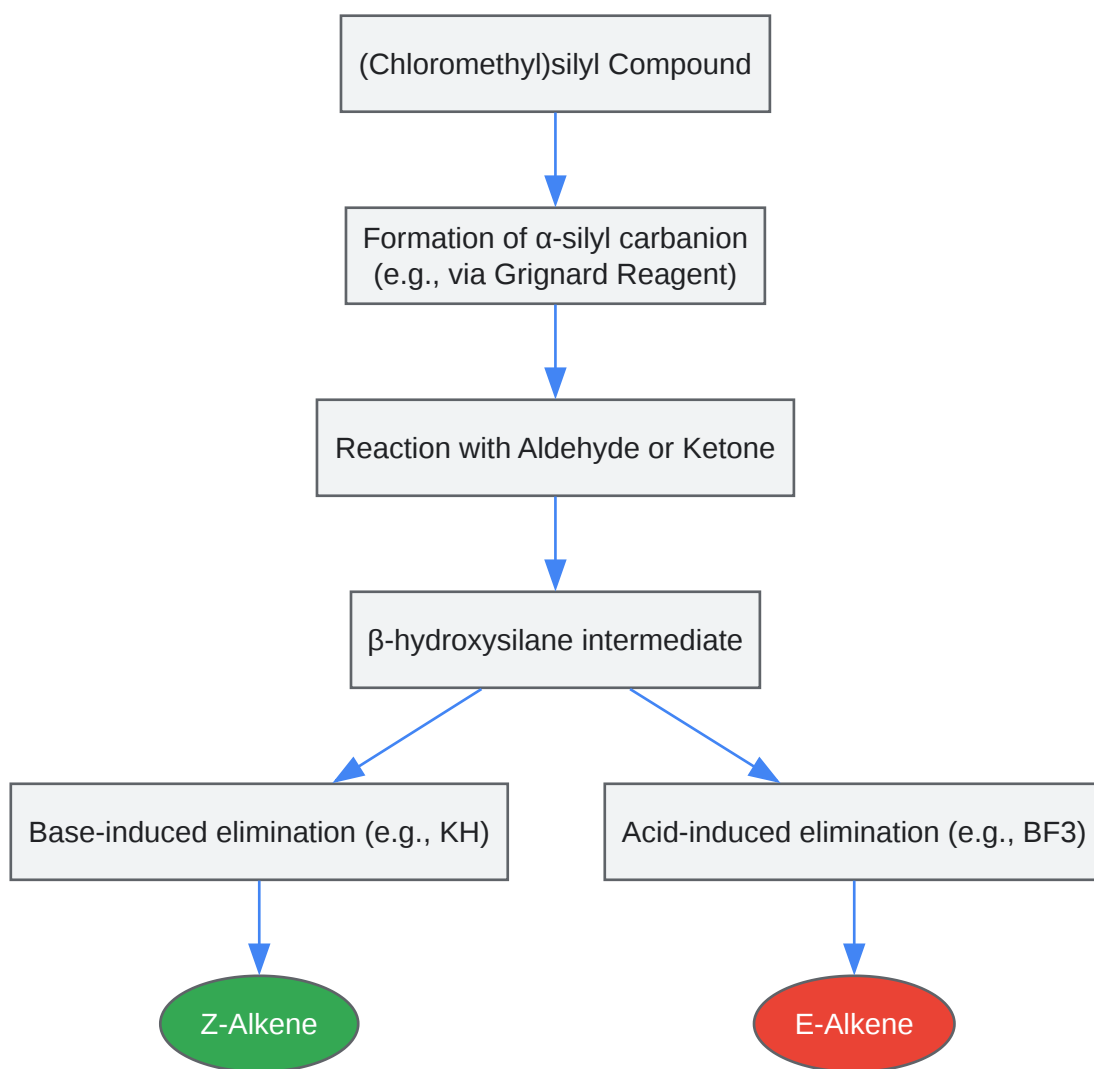 (Chloromethyl)silyl Compound
Formation of α-silyl carbanion
(e.g., via Grignard Reagent)
Reaction with Aldehyde or Ketone
β-hydroxysilane intermediate
Base-induced elimination (e.g., KH)
Acid-induced elimination (e.g., BF3)
Z-Alkene
E-Alkene